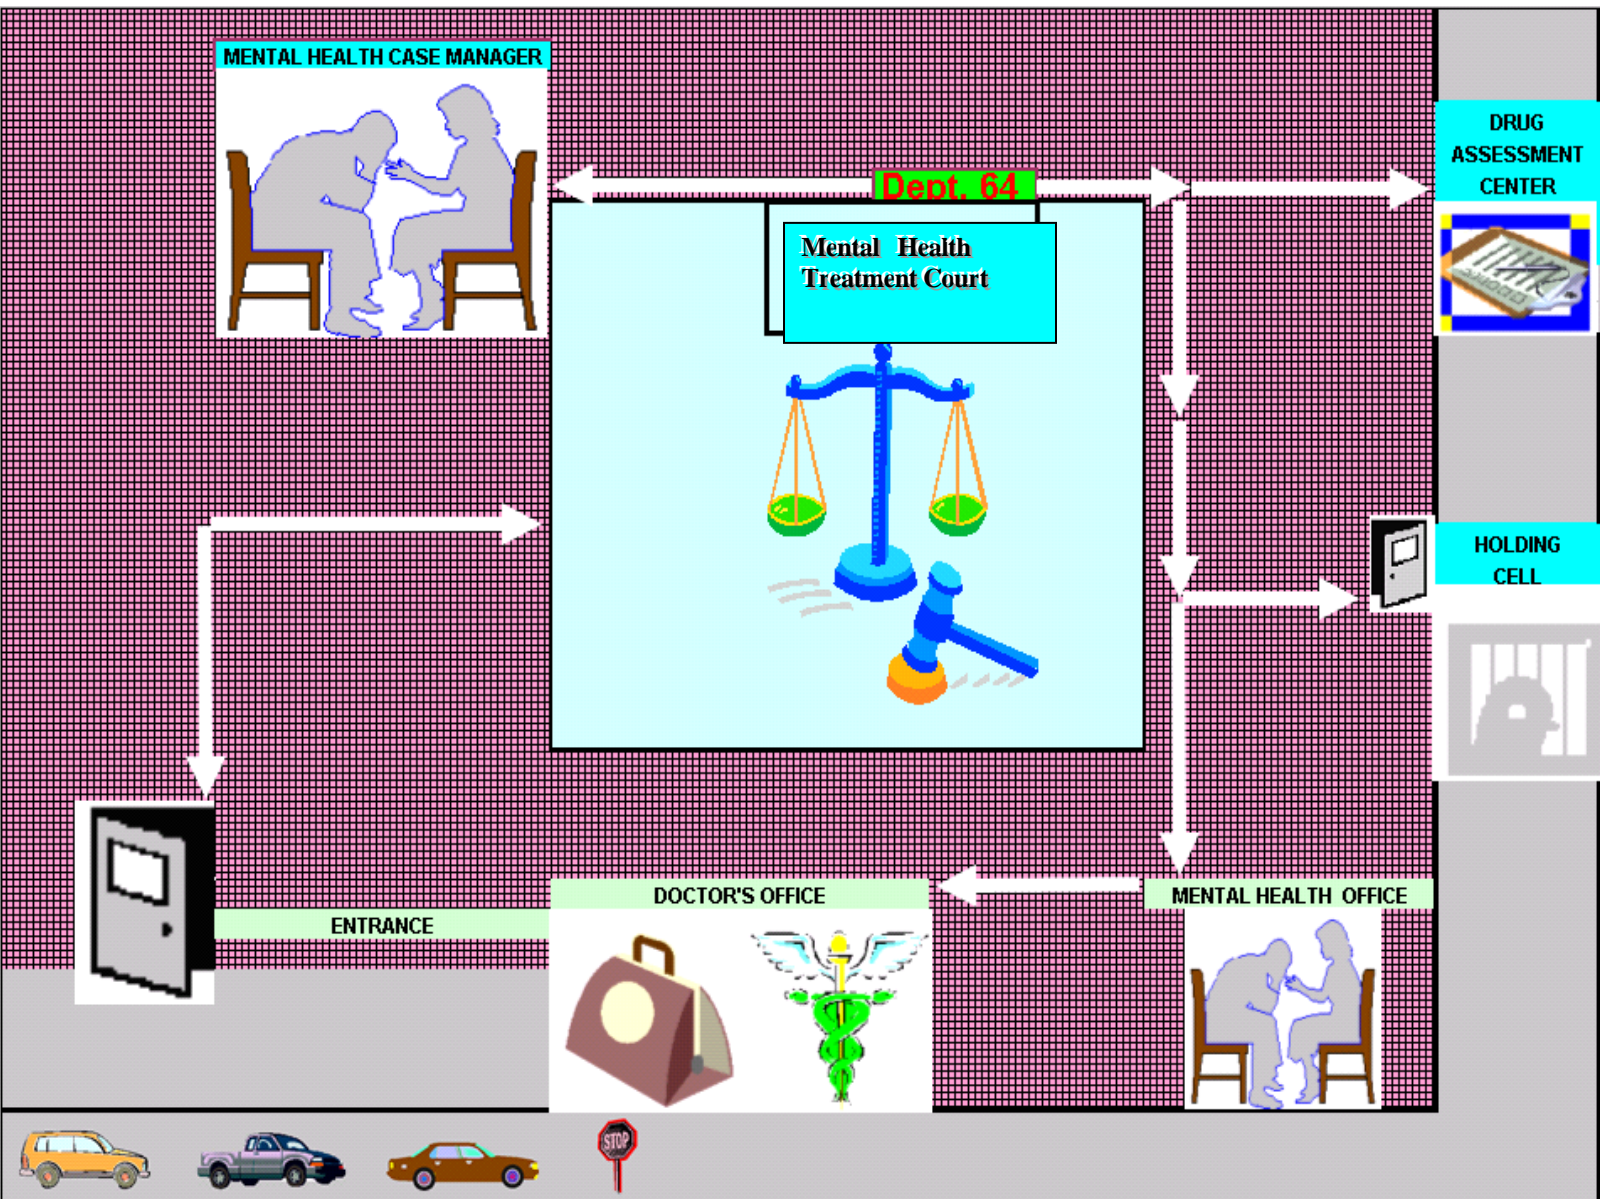 MENTAL HEALTH CASE MANAGER
DRUG
ASSESSMENT
CENTER
Dept. 64
Mental Health
Treatment Court
HOLDING
CELL
DOCTOR'S OFFICE
MENTAL HEALTH OFFICE
ENTRANCE
STOP